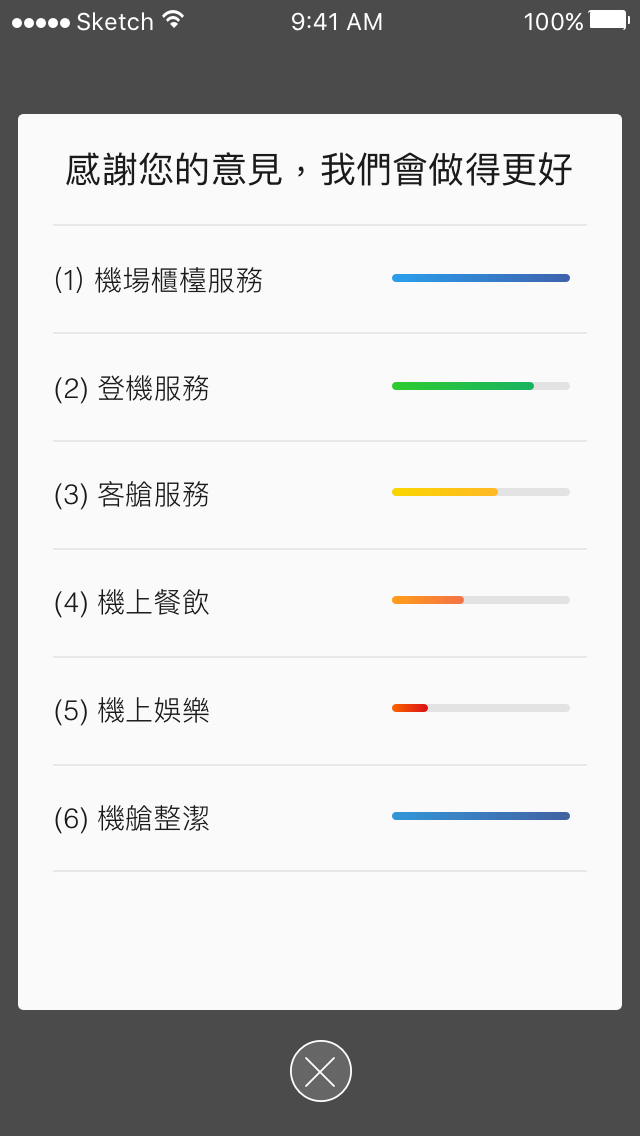 Sketch 9:41 AM 100%
感謝您的意見，我們會做得更好
(1) 機場櫃檯服務
(2) 登機服務
(3) 客艙服務
(4) 機上餐飲
(5) 機上娛樂
(6) 機艙整潔